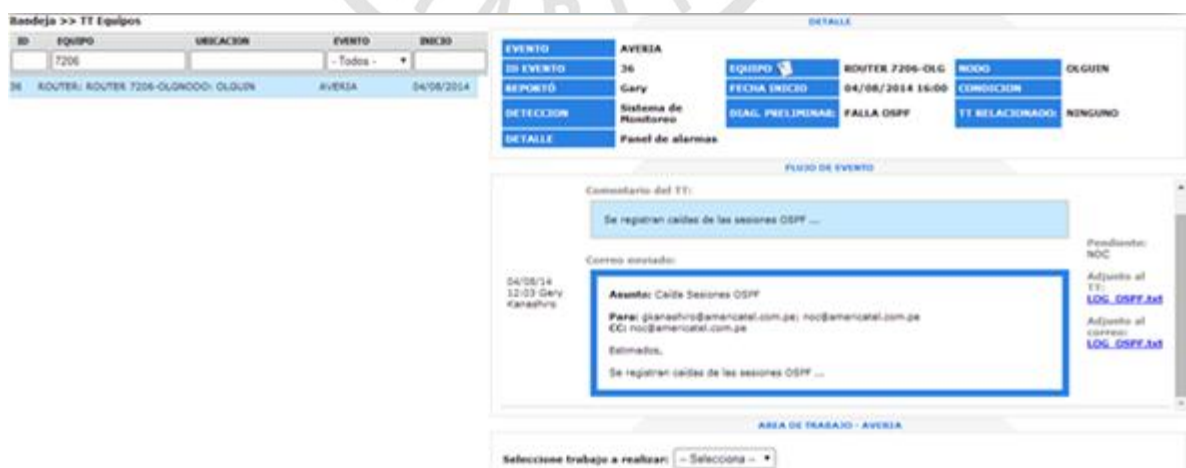 Bandeja >> TT Equipos
ID EQUIPO UBICACION EVENTO INICIO
7206 - Todos -
36 ROUTER: ROUTER 7206-OLGNODO: OLGUIN AVERIA 04/08/2014
DETALLE
EVENTO AVERIA
ID EVENTO 36 EQUIPO ROUTER 7206-OLG NODO OLGUIN
REPORTÓ Gary FECHA INICIO 04/08/2014 16:00 CONDICION
DETECCION Sistema de Monitoreo DIAG. PRELIMINAR: FALLA OSPF TT RELACIONADO: NINGUNO
DETALLE Panel de alarmas
FLUJO DE EVENTO
Comentario del TT:
Se registran caídas de las sesiones OSPF ...
Correo enviado:
04/08/14
12:03 Gary
Kanashiro
Asunto: Caída Sesiones OSPF
Para: gkanashiro@americatel.com.pe; noc@americatel.com.pe
CC: noc@americatel.com.pe
Estimados,
Se registran caídas de las sesiones OSPF ...
Pendiente:
NOC
Adjunto al
TT:
LOG_OSPF.txt
Adjunto al
correo:
LOG_OSPF.txt
AREA DE TRABAJO - AVERIA
Seleccione trabajo a realizar: -- Selecciona --